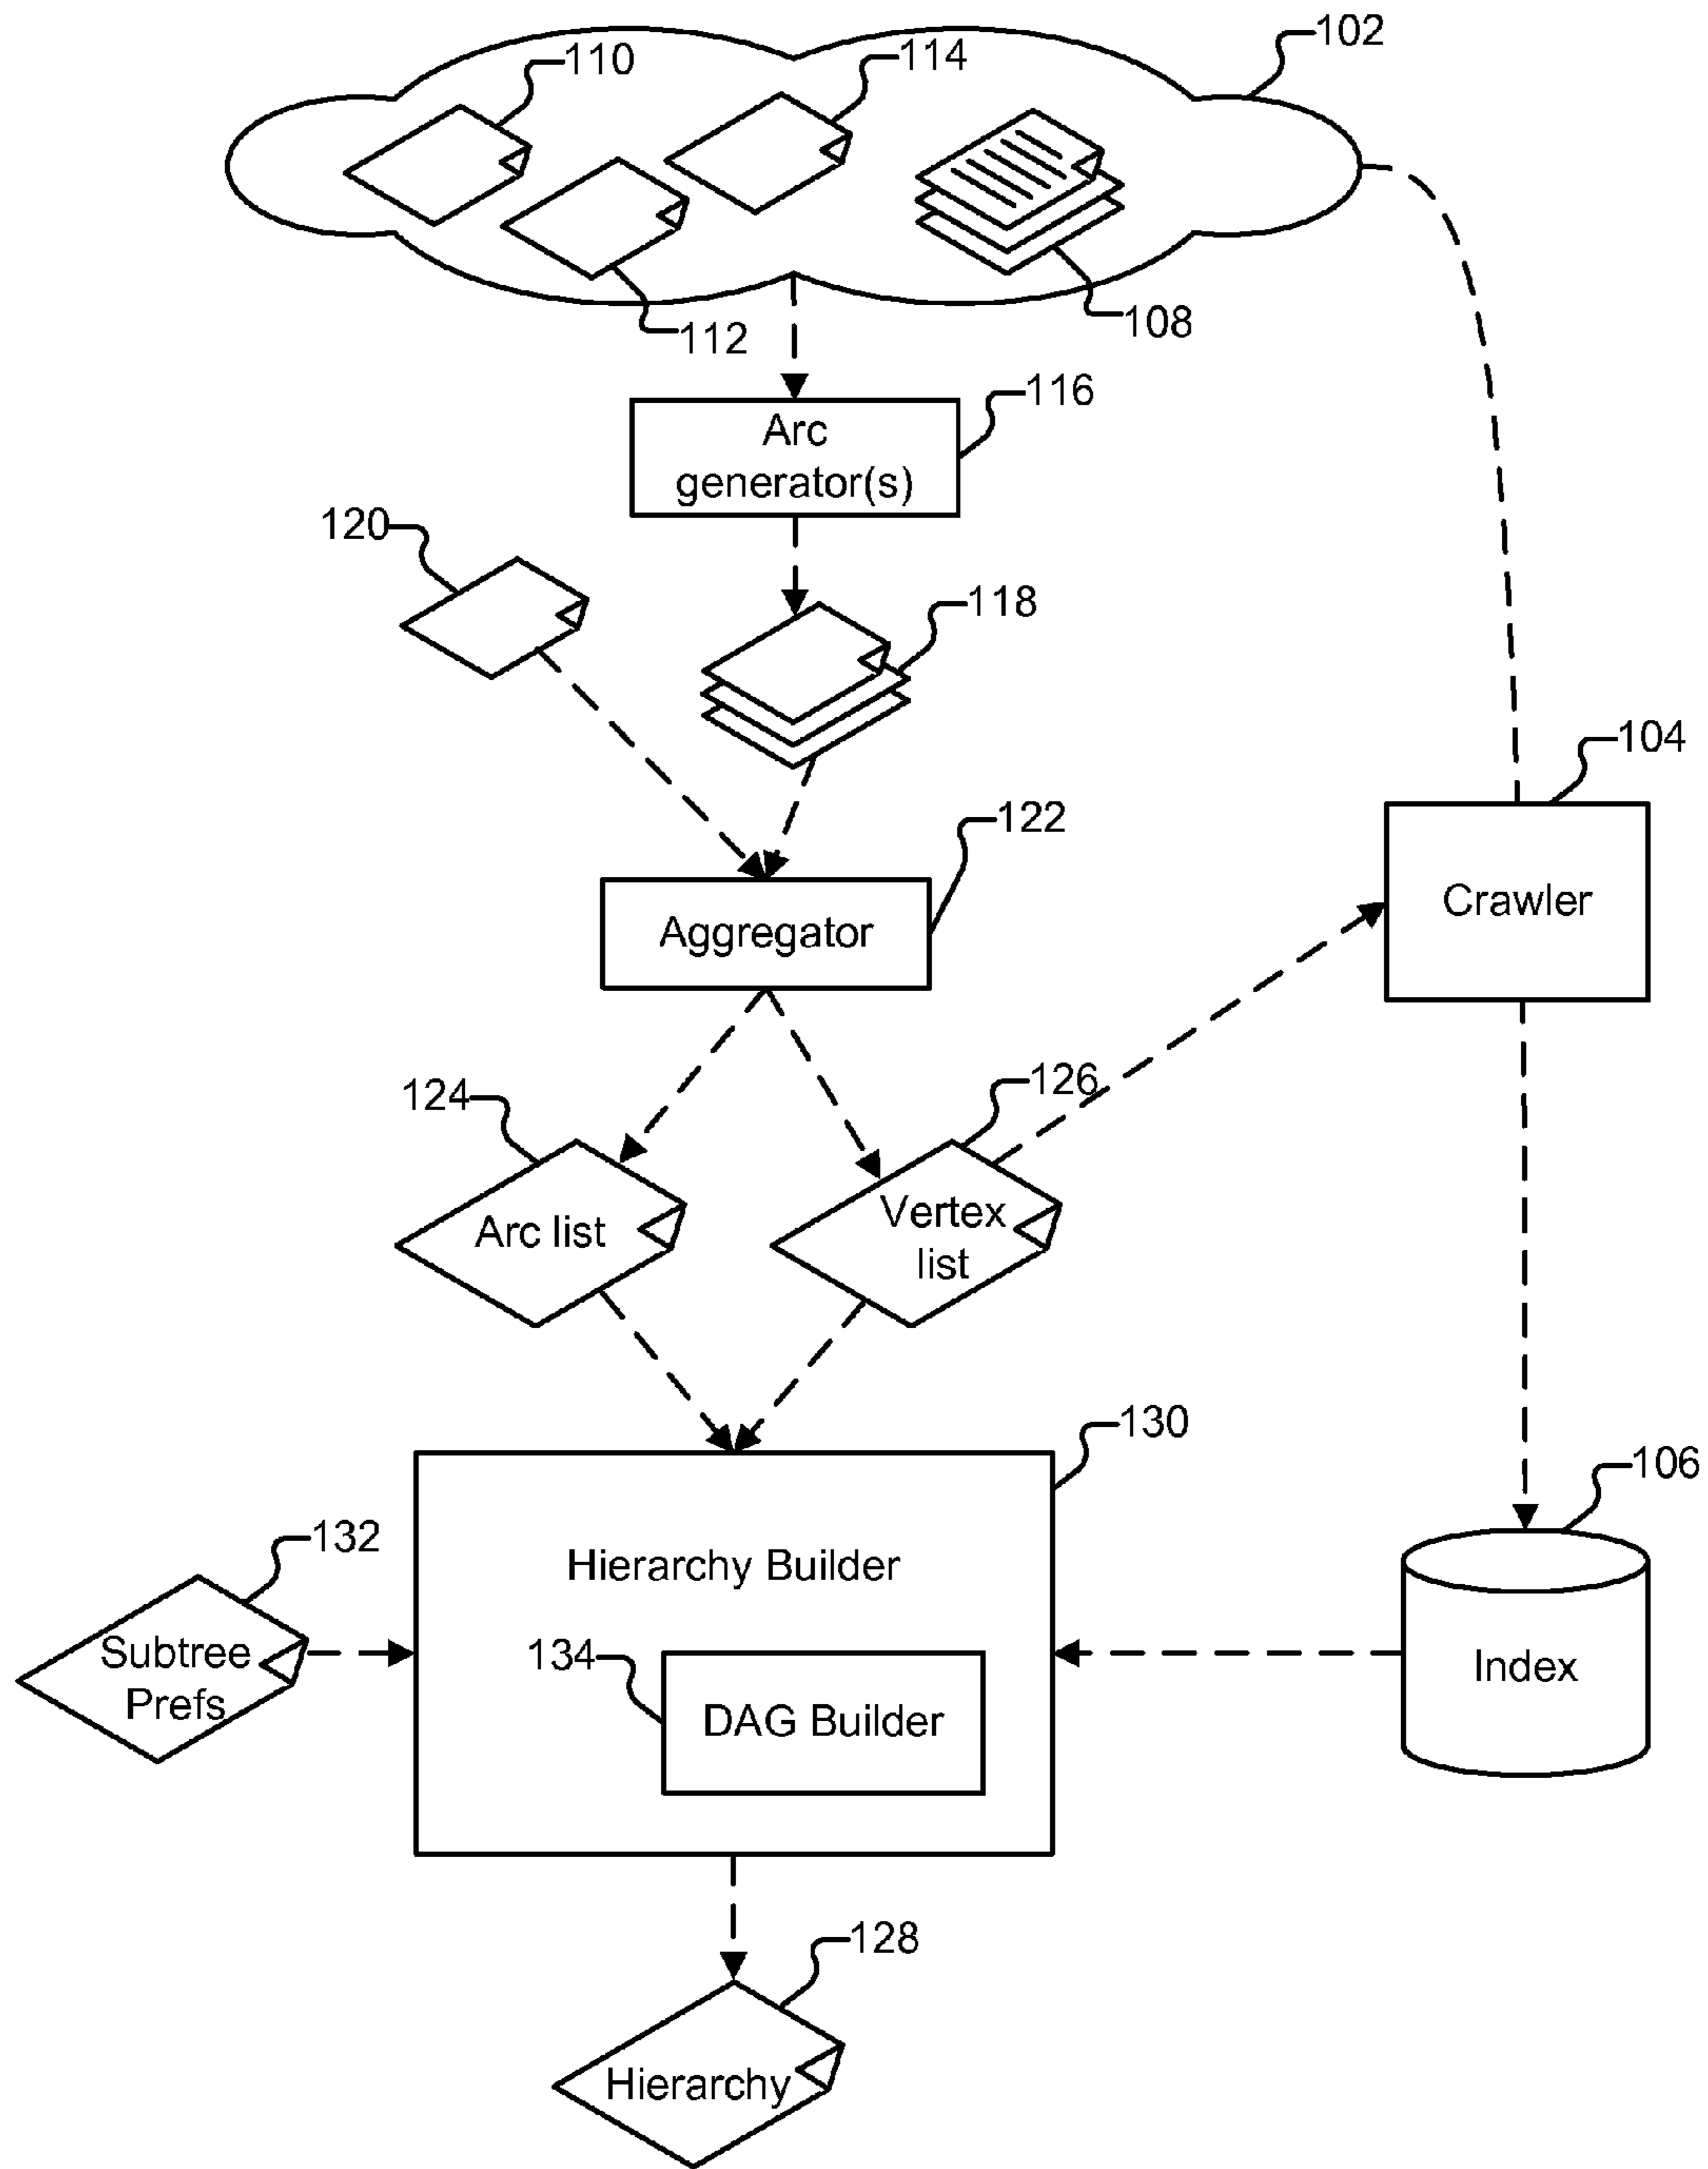 102
110
114
112
108
116
Arc
generator(s)
120
118
104
122
Crawler
Aggregator
124
126
Arc list
Vertex
list
130
106
132
Hierarchy Builder
Subtree
Prefs
134
DAG Builder
Index
128
Hierarchy